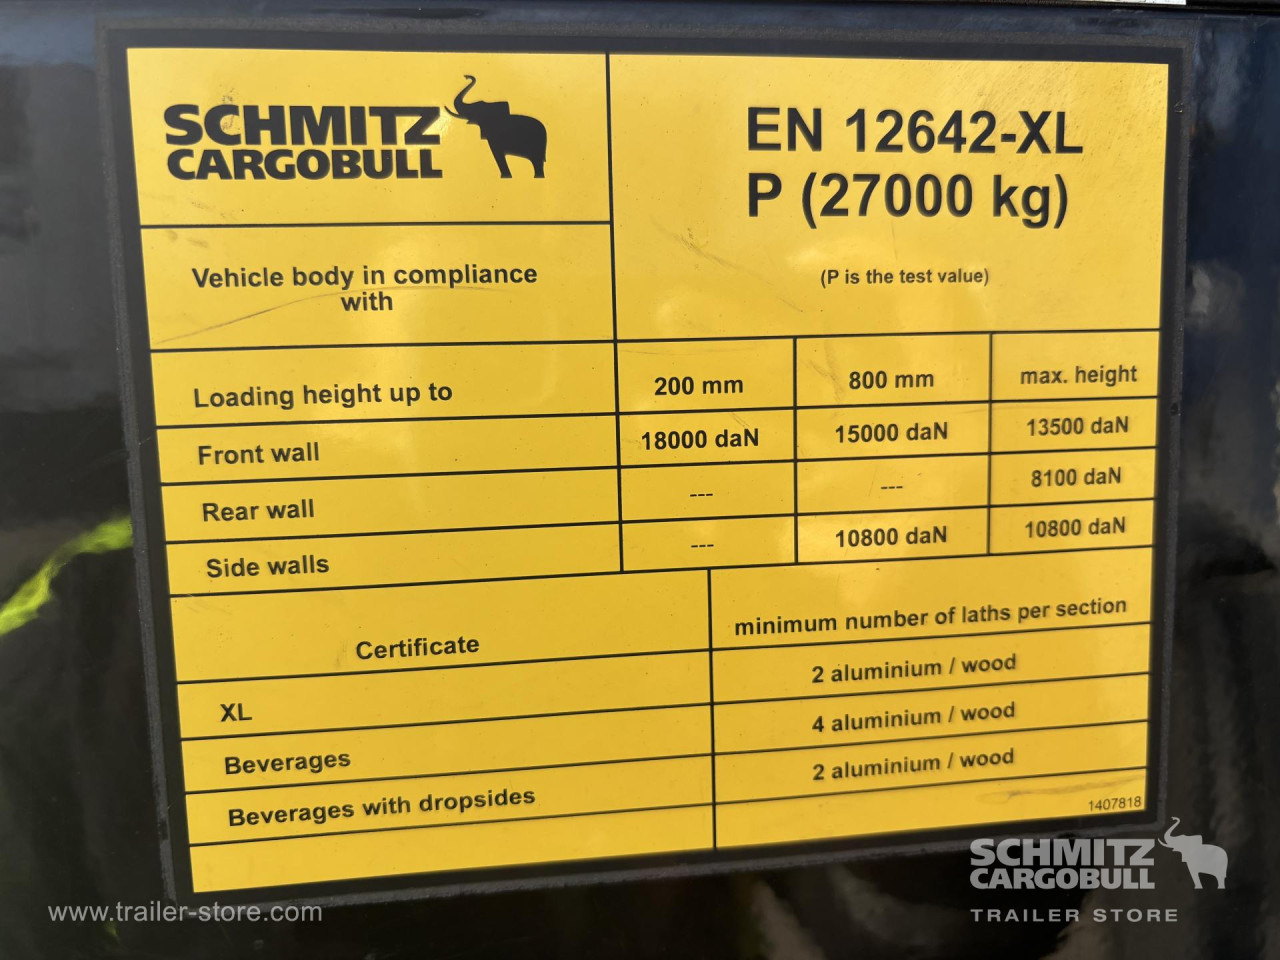 SCHMITZ
CARGOBULL
EN 12642-XL
P (27000 kg)
(P is the test value)
Vehicle body in compliance
with
Loading height up to 200 mm 800 mm max. height
Front wall 18000 daN 15000 daN 13500 daN
Rear wall --- --- 8100 daN
Side walls --- 10800 daN 10800 daN
Certificate minimum number of laths per section
XL 2 aluminium / wood
Beverages 4 aluminium / wood
Beverages with dropsides 2 aluminium / wood
1407818
SCHMITZ
CARGOBULL
TRAILER STORE
www.trailer-store.com